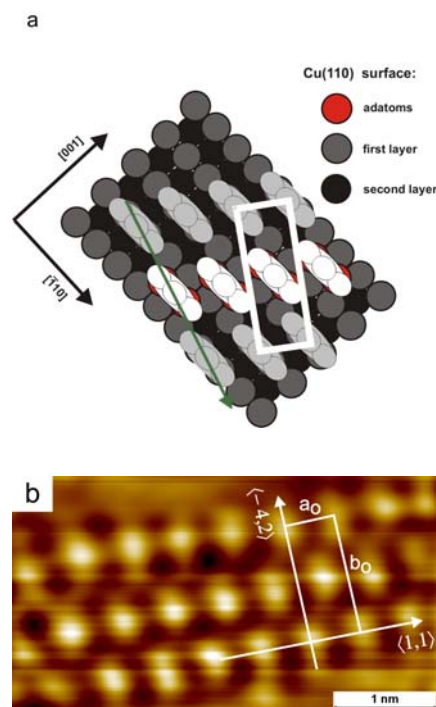 a
Cu(110) surface:
adatoms
first layer
second layer
[001]
[1̄10]
b
⟨-4,2⟩
a₀
b₀
⟨1,1⟩
1 nm